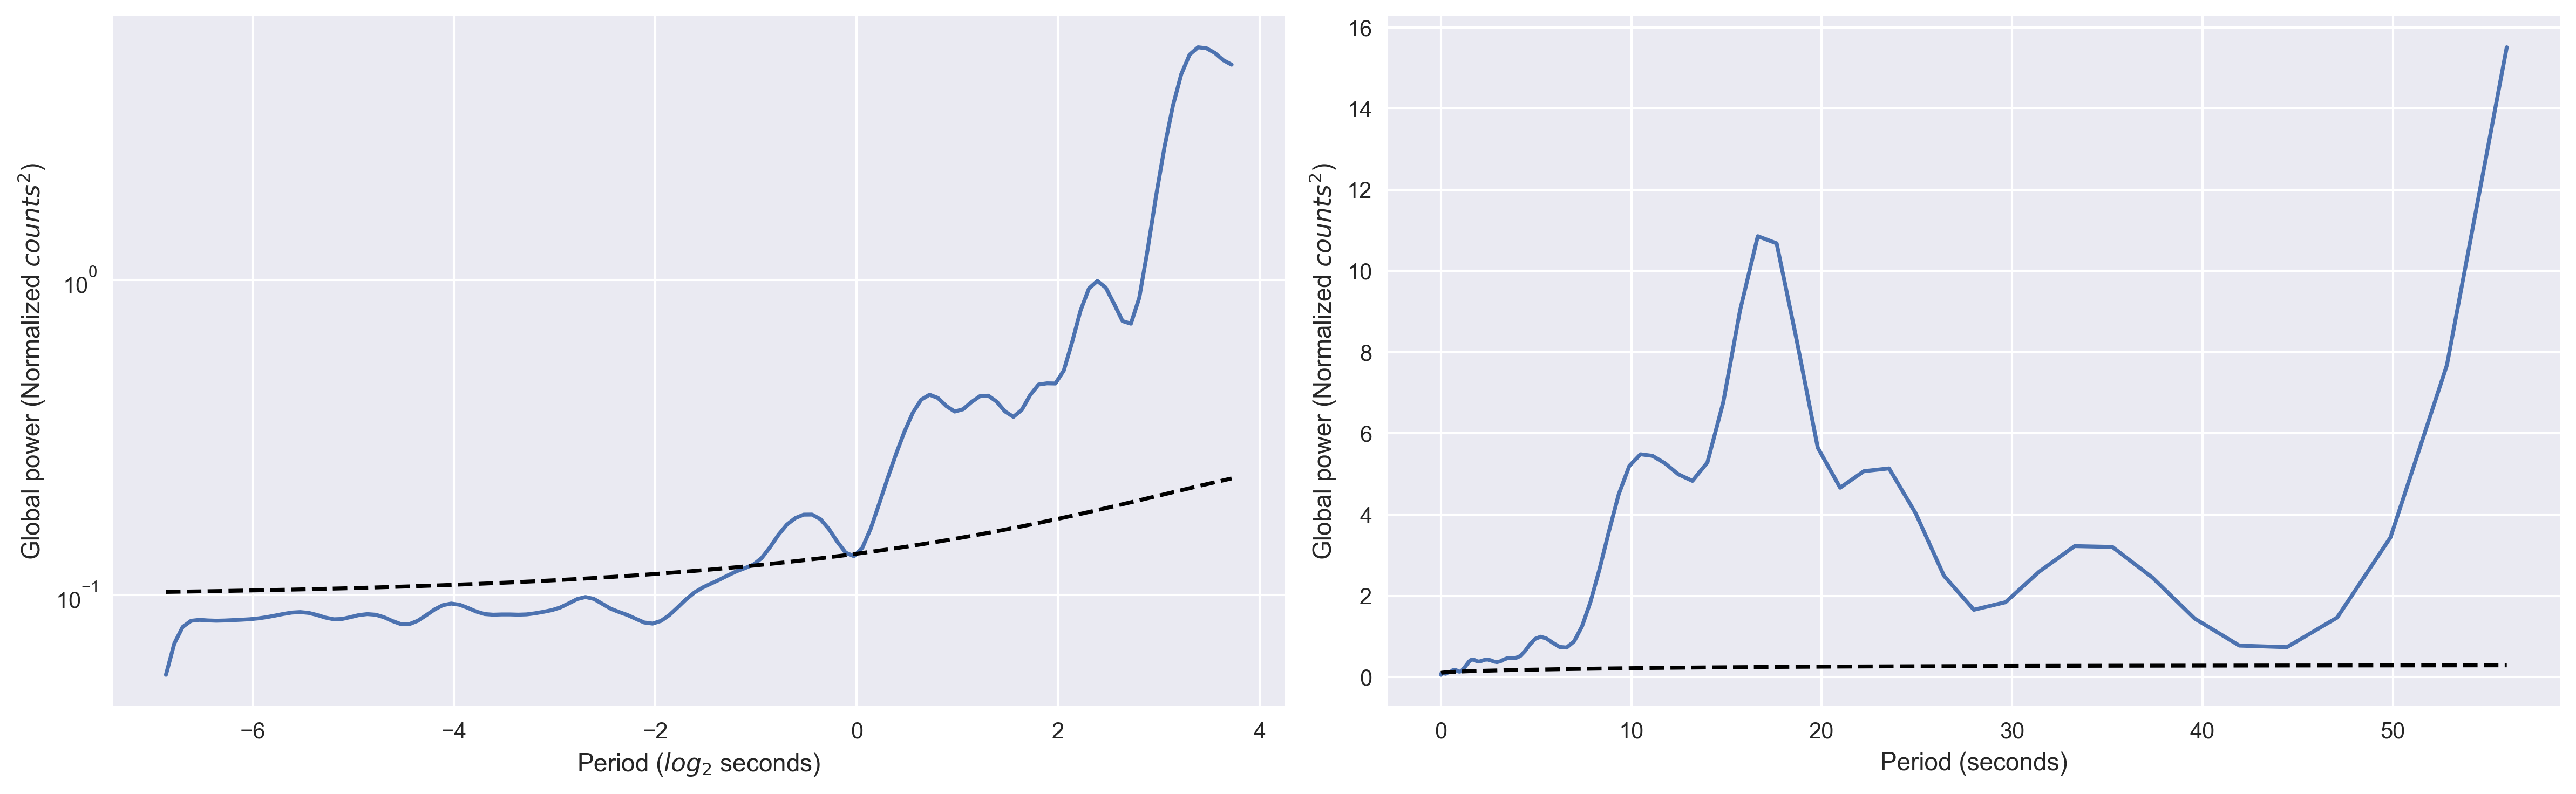 Global power (Normalized counts²)
10⁰
10⁻¹
−6 −4 −2 0 2 4
Period (log₂ seconds)
Global power (Normalized counts²)
16
14
12
10
8
6
4
2
0
0 10 20 30 40 50
Period (seconds)